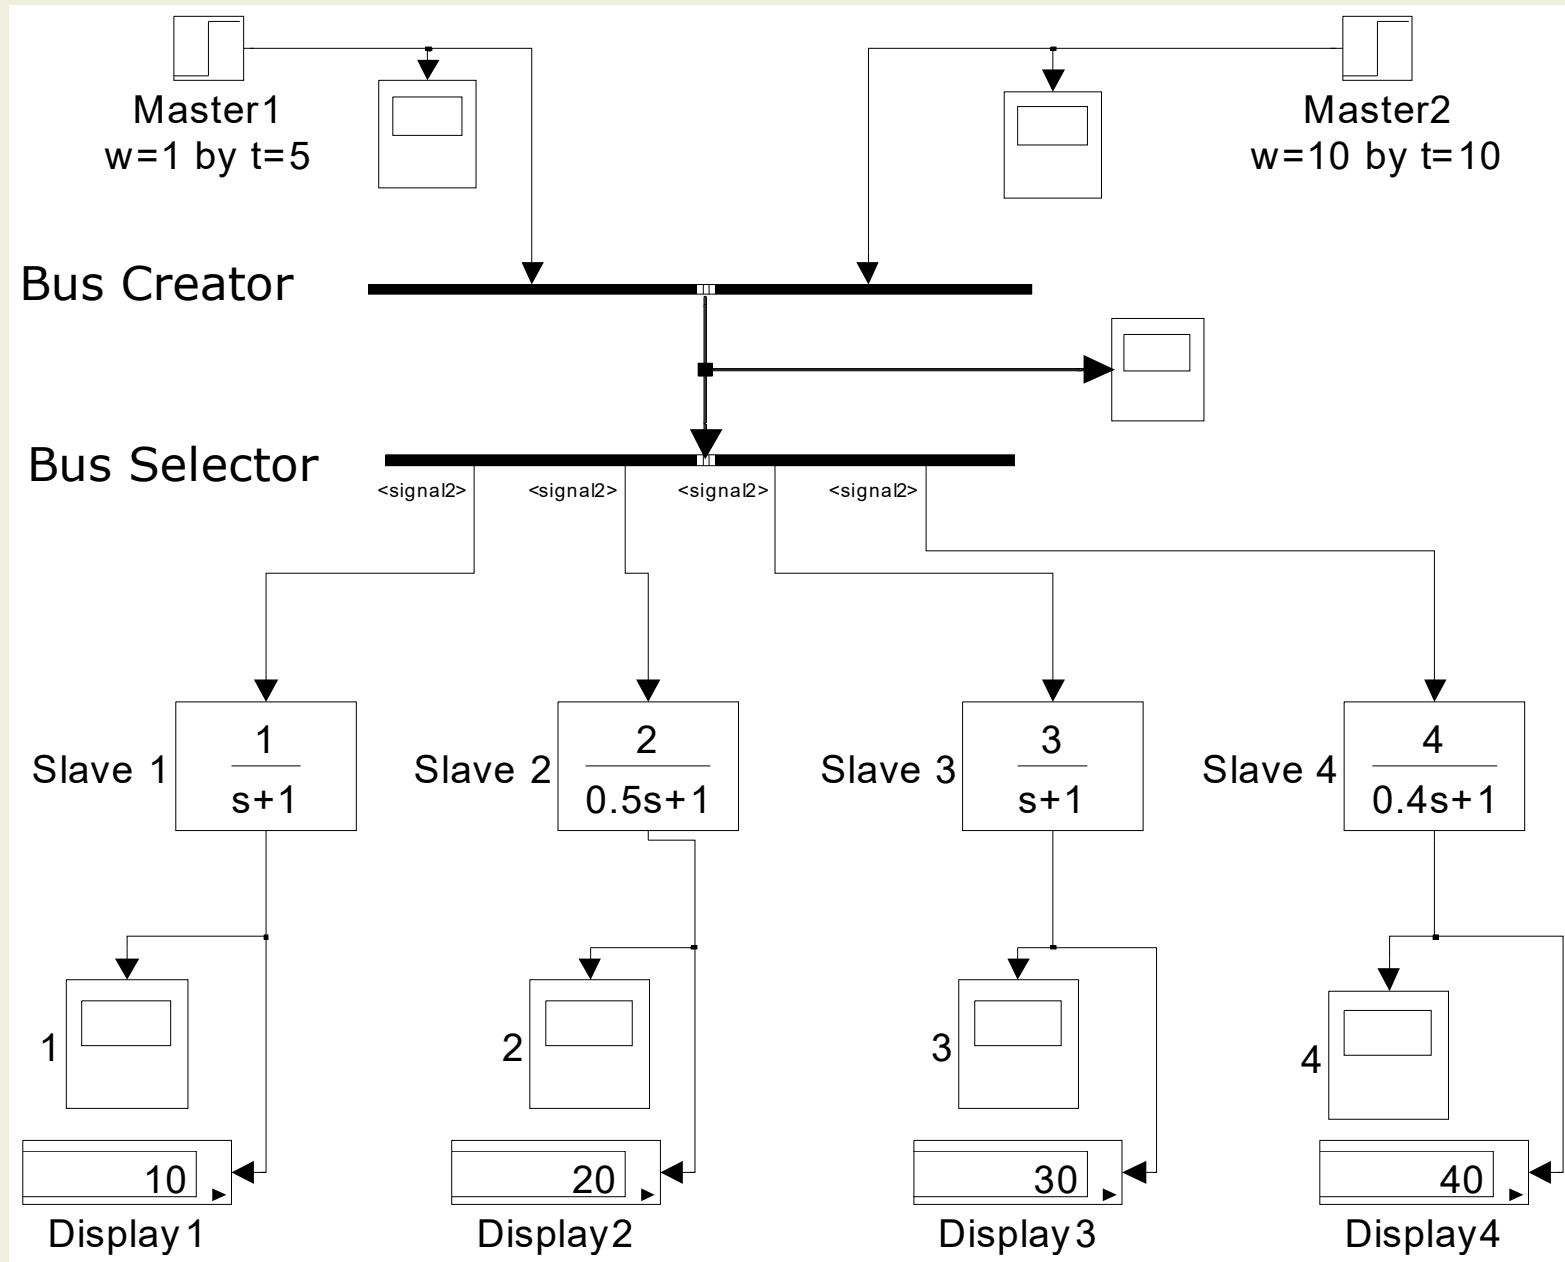 Master1
w=1 by t=5
Master2
w=10 by t=10
Bus Creator
Bus Selector
<signal2>
<signal2>
<signal2>
<signal2>
Slave 1
1
s+1
Slave 2
2
0.5s+1
Slave 3
3
s+1
Slave 4
4
0.4s+1
1
2
3
4
10
20
30
40
Display1
Display2
Display3
Display4